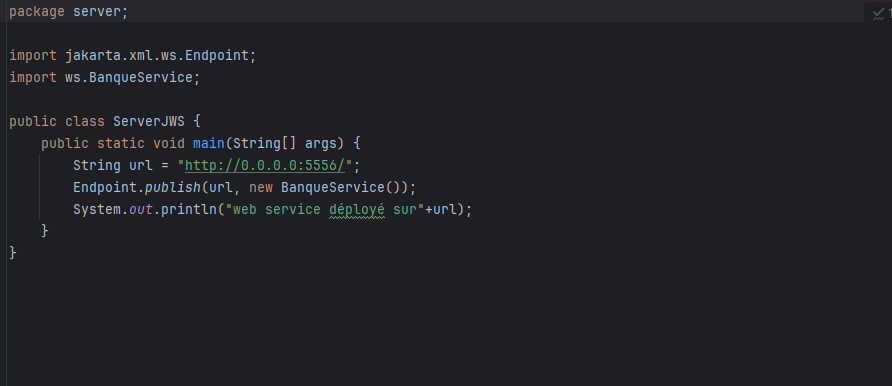 package server;
import jakarta.xml.ws.Endpoint;
import ws.BanqueService;
public class ServerJWS {
public static void main(String[] args) {
String url = "http://0.0.0.0:5556/";
Endpoint.publish(url, new BanqueService());
System.out.println("web service déployé sur"+url);
}
}